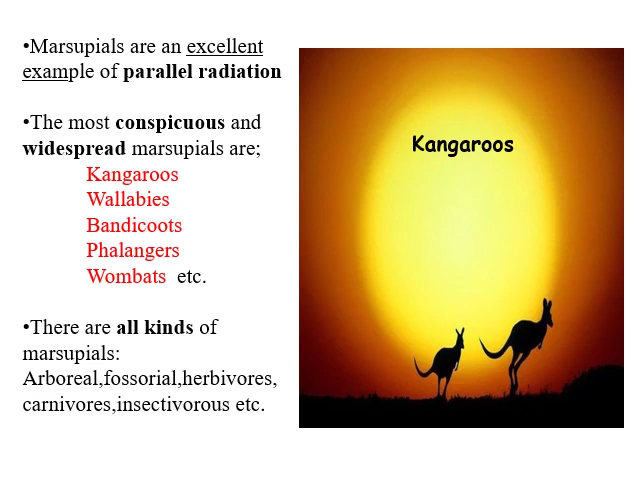 •Marsupials are an excellent
example of parallel radiation
•The most conspicuous and
widespread marsupials are;
Kangaroos
Wallabies
Bandicoots
Phalangers
Wombats  etc.
•There are all kinds of
marsupials:
Arboreal,fossorial,herbivores,
carnivores,insectivorous etc.
Kangaroos